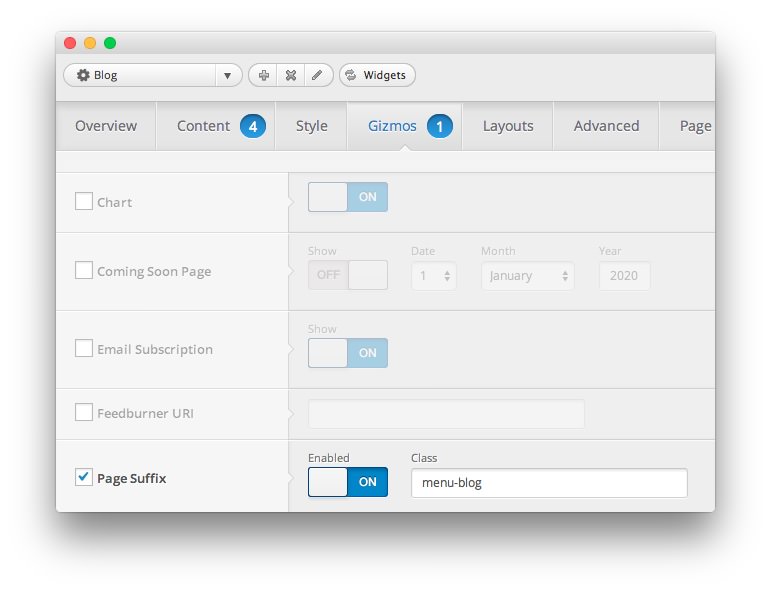 Blog Widgets
Overview Content 4 Style Gizmos 1 Layouts Advanced Page
Chart ON
Show Date Month Year
Coming Soon Page OFF 1 January 2020
Show
Email Subscription ON
Feedburner URI
Enabled Class
Page Suffix ON menu-blog